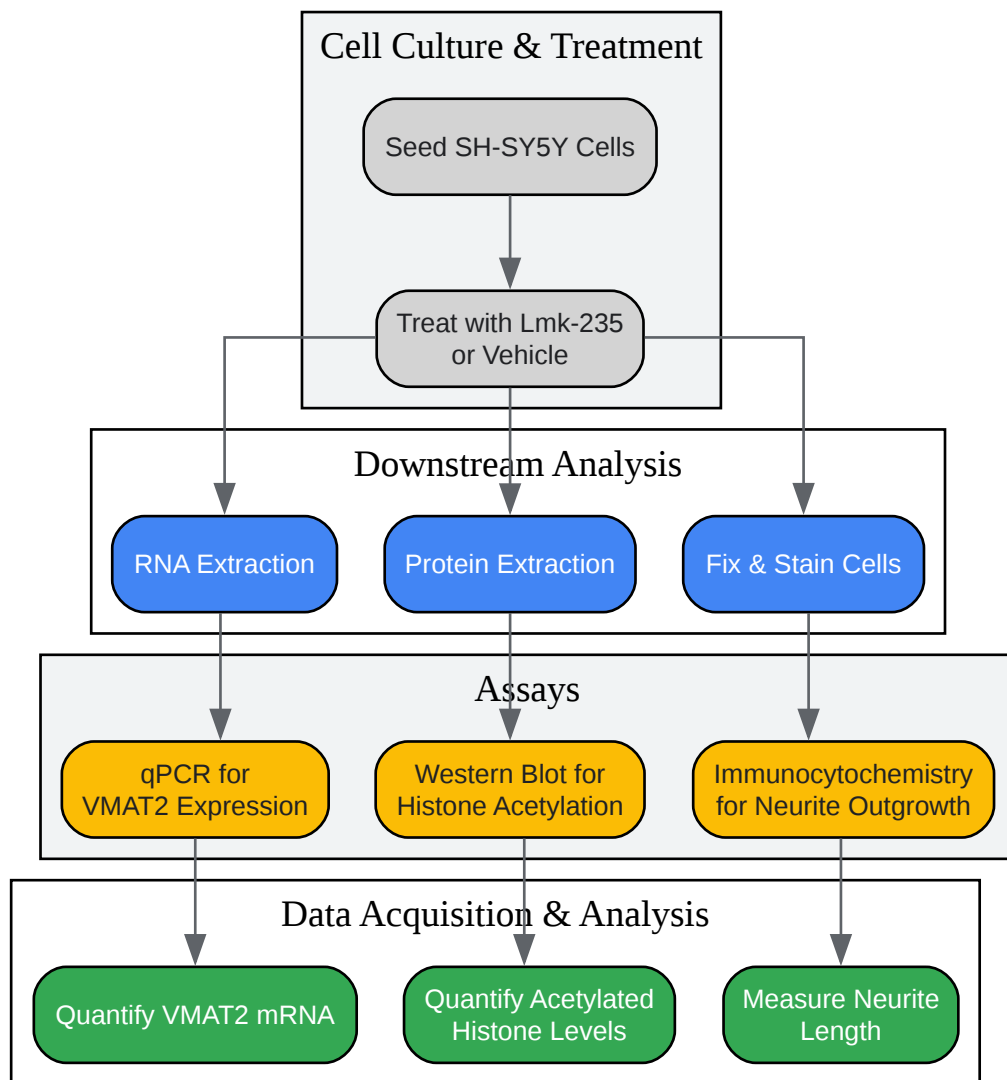 Cell Culture & Treatment
Seed SH-SY5Y Cells
Treat with Lmk-235
or Vehicle
Downstream Analysis
RNA Extraction
Protein Extraction
Fix & Stain Cells
Assays
qPCR for
VMAT2 Expression
Western Blot for
Histone Acetylation
Immunocytochemistry
for Neurite Outgrowth
Data Acquisition & Analysis
Quantify VMAT2 mRNA
Quantify Acetylated
Histone Levels
Measure Neurite
Length